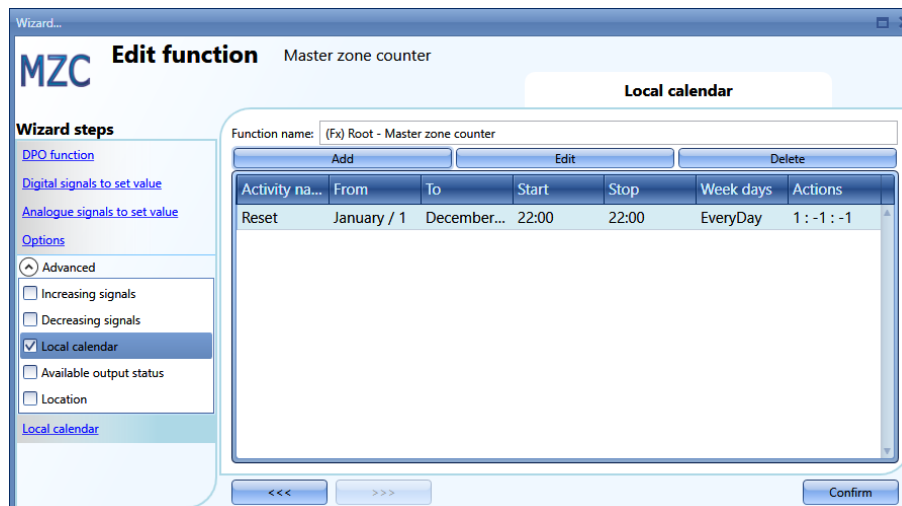 Wizard...
MZC Edit function Master zone counter
Local calendar
Wizard steps
DPO function
Digital signals to set value
Analogue signals to set value
Options
Advanced
Increasing signals
Decreasing signals
Local calendar
Available output status
Location
Local calendar
Function name: (Fx) Root - Master zone counter
Add Edit Delete
Activity na... From To Start Stop Week days Actions
Reset January / 1 December... 22:00 22:00 EveryDay 1 : -1 : -1
<<< >>> Confirm